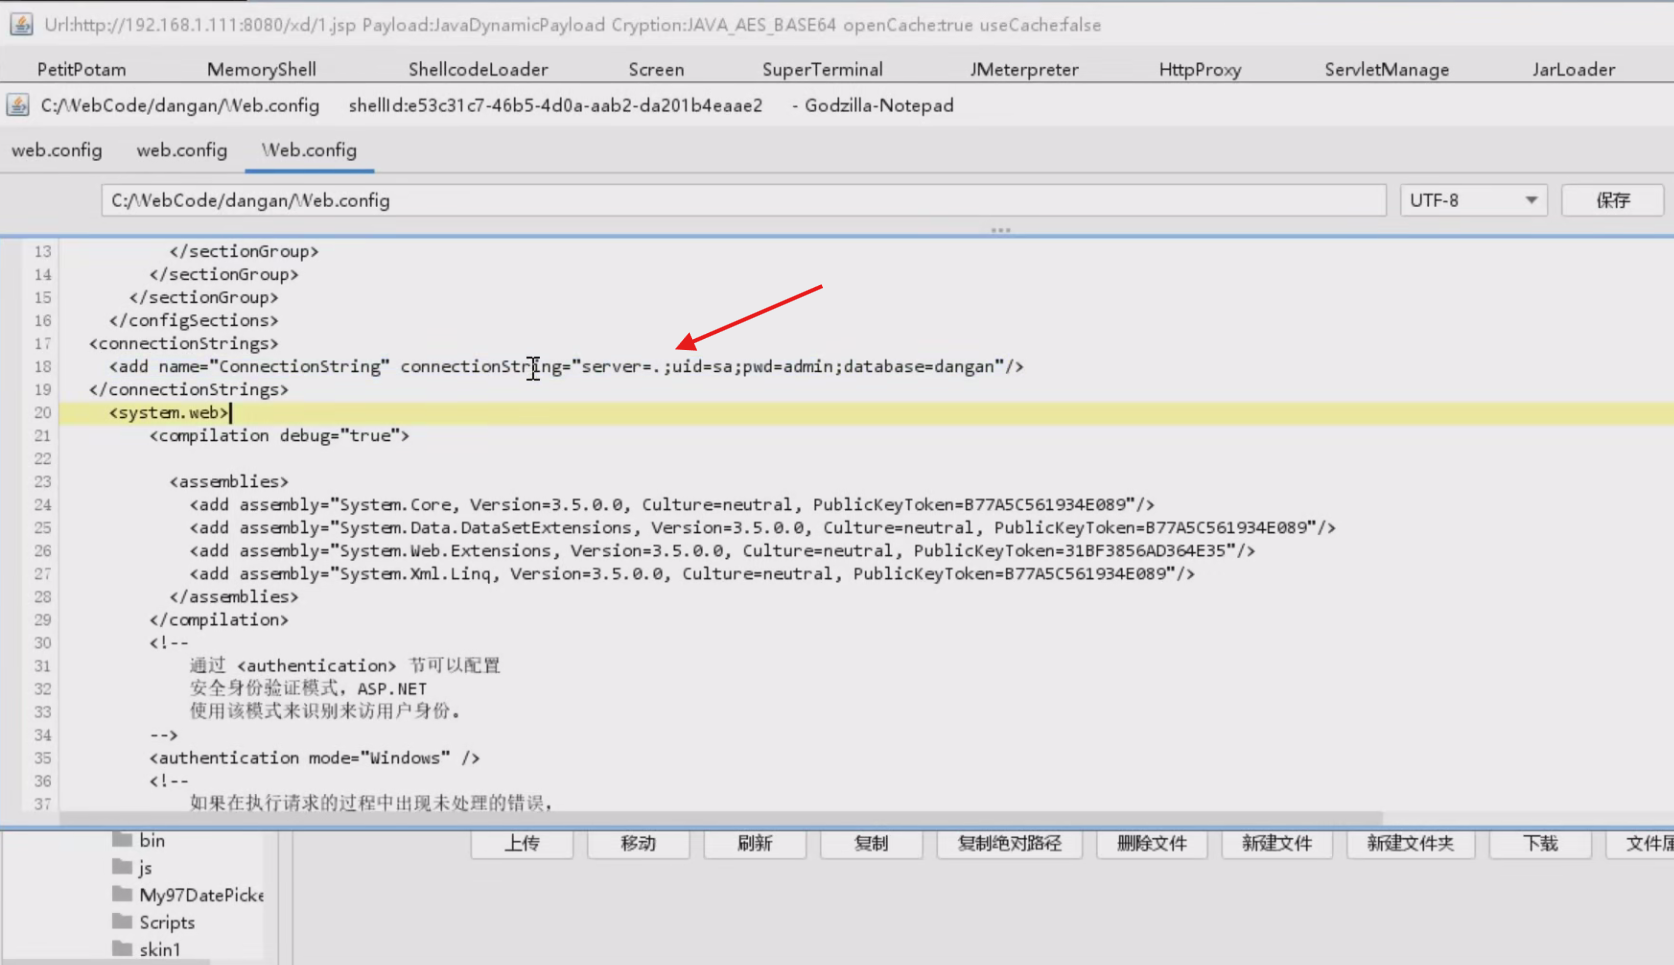 Url:http://192.168.1.111:8080/xd/1.jsp Payload:JavaDynamicPayload Cryption:JAVA_AES_BASE64 openCache:true useCache:false
PetitPotam MemoryShell ShellcodeLoader Screen SuperTerminal JMeterpreter HttpProxy ServletManage JarLoader
C:/WebCode/dangan/Web.config shellId:e53c31c7-46b5-4d0a-aab2-da201b4eaae2 - Godzilla-Notepad
web.config web.config Web.config
C:/WebCode/dangan/Web.config UTF-8 保存
13 </sectionGroup>
14 </sectionGroup>
15 </sectionGroup>
16 </configSections>
17 <connectionStrings>
18 <add name="ConnectionString" connectionString="server=.;uid=sa;pwd=admin;database=dangan"/>
19 </connectionStrings>
20 <system.web>
21 <compilation debug="true">
22
23 <assemblies>
24 <add assembly="System.Core, Version=3.5.0.0, Culture=neutral, PublicKeyToken=B77A5C561934E089"/>
25 <add assembly="System.Data.DataSetExtensions, Version=3.5.0.0, Culture=neutral, PublicKeyToken=B77A5C561934E089"/>
26 <add assembly="System.Web.Extensions, Version=3.5.0.0, Culture=neutral, PublicKeyToken=31BF3856AD364E35"/>
27 <add assembly="System.Xml.Linq, Version=3.5.0.0, Culture=neutral, PublicKeyToken=B77A5C561934E089"/>
28 </assemblies>
29 </compilation>
30 <!--
31 通过 <authentication> 节可以配置
32 安全身份验证模式，ASP.NET
33 使用该模式来识别来访用户身份。
34 -->
35 <authentication mode="Windows" />
36 <!--
37 如果在执行请求的过程中出现未处理的错误，
上传 移动 刷新 复制 复制绝对路径 删除文件 新建文件 新建文件夹 下载 文件属
bin
js
My97DatePicke
Scripts
skin1